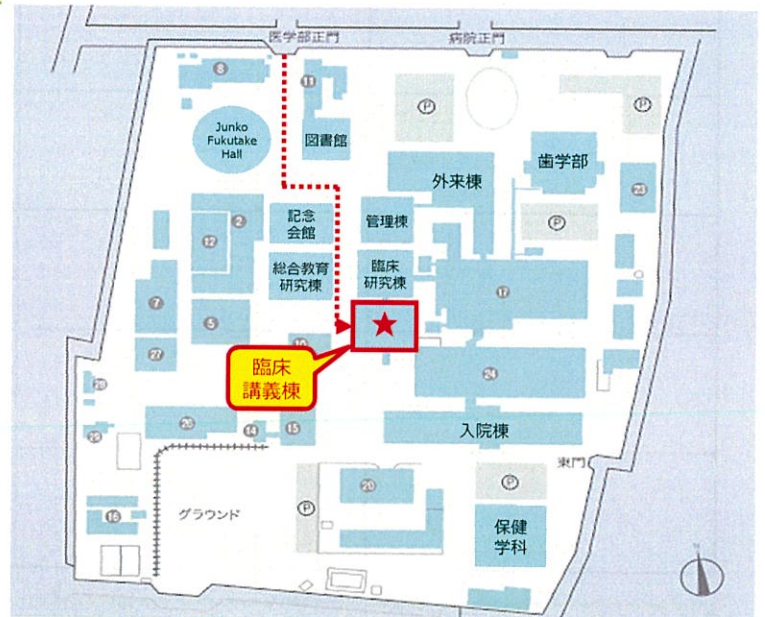 医学部正門
病院正門
8
11
P
P
Junko
Fukutake
Hall
図書館
歯学部
外来棟
23
2
記念
会館
管理棟
P
12
総合教育
研究棟
臨床
研究棟
7
17
5
★
10
27
臨床
講義棟
24
28
26
14
15
入院棟
東門
20
P
P
16
グラウンド
保健
学科
N